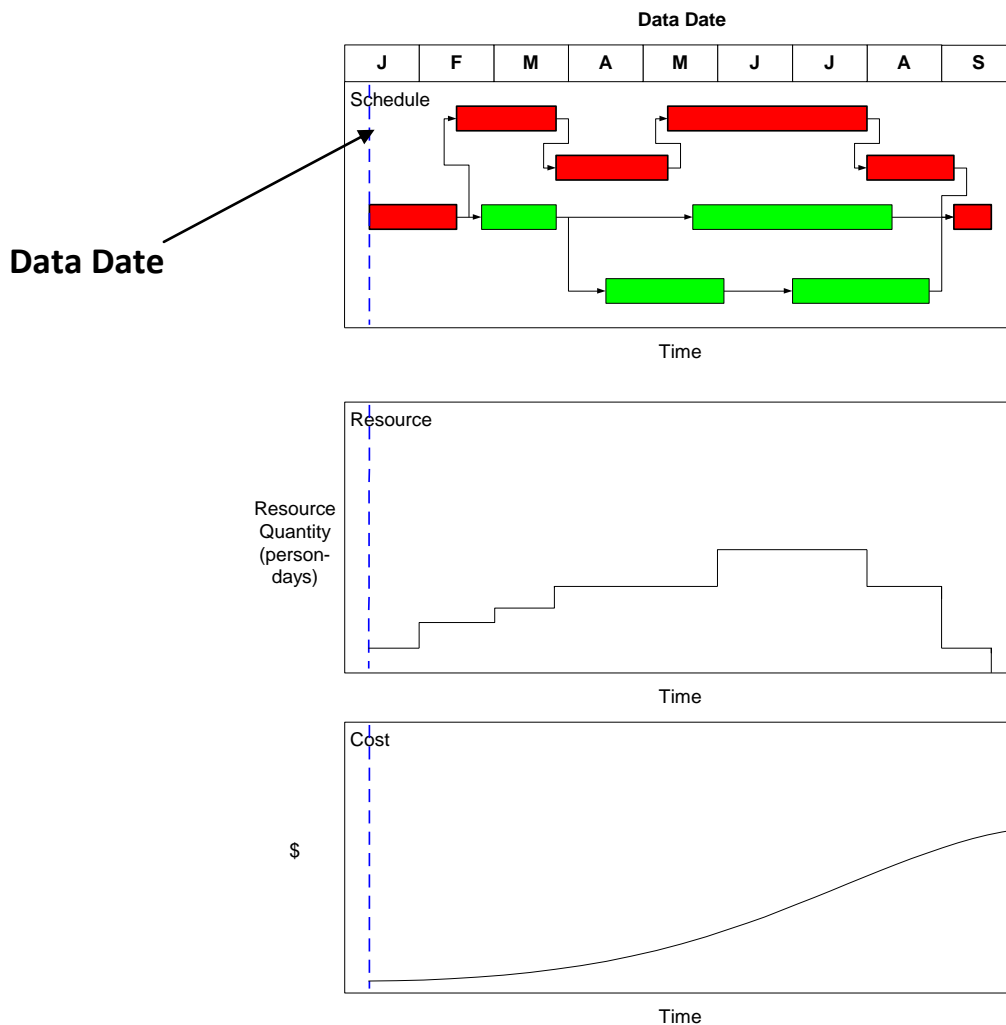 Data Date
J F M A M J J A S
Schedule
Data Date
Time
Resource
Resource
Quantity
(person-
days)
Time
Cost
$
Time